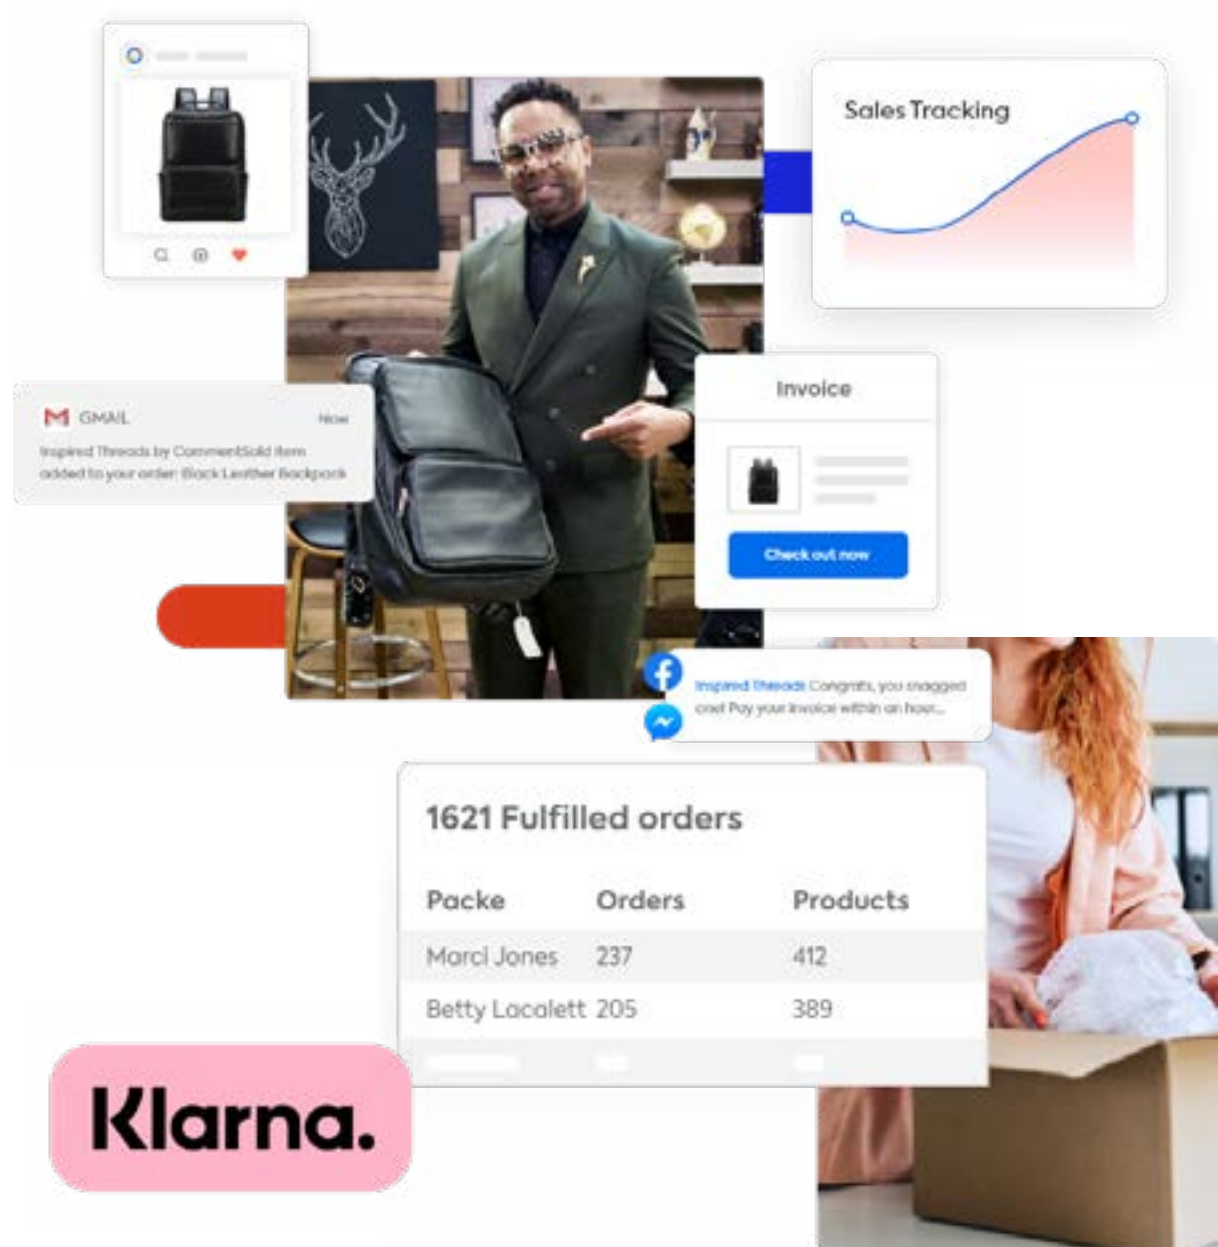 Sales Tracking
Invoice
GMAIL
Now
Inspired Threads by CommentSold item
added to your order: Black Leather Backpack
Check out now
Inspired Threads Congrats, you snagged
one! Pay your invoice within an hour...
1621 Fulfilled orders
Packe Orders Products
Marci Jones 237 412
Betty Lacalett 205 389
Klarna.